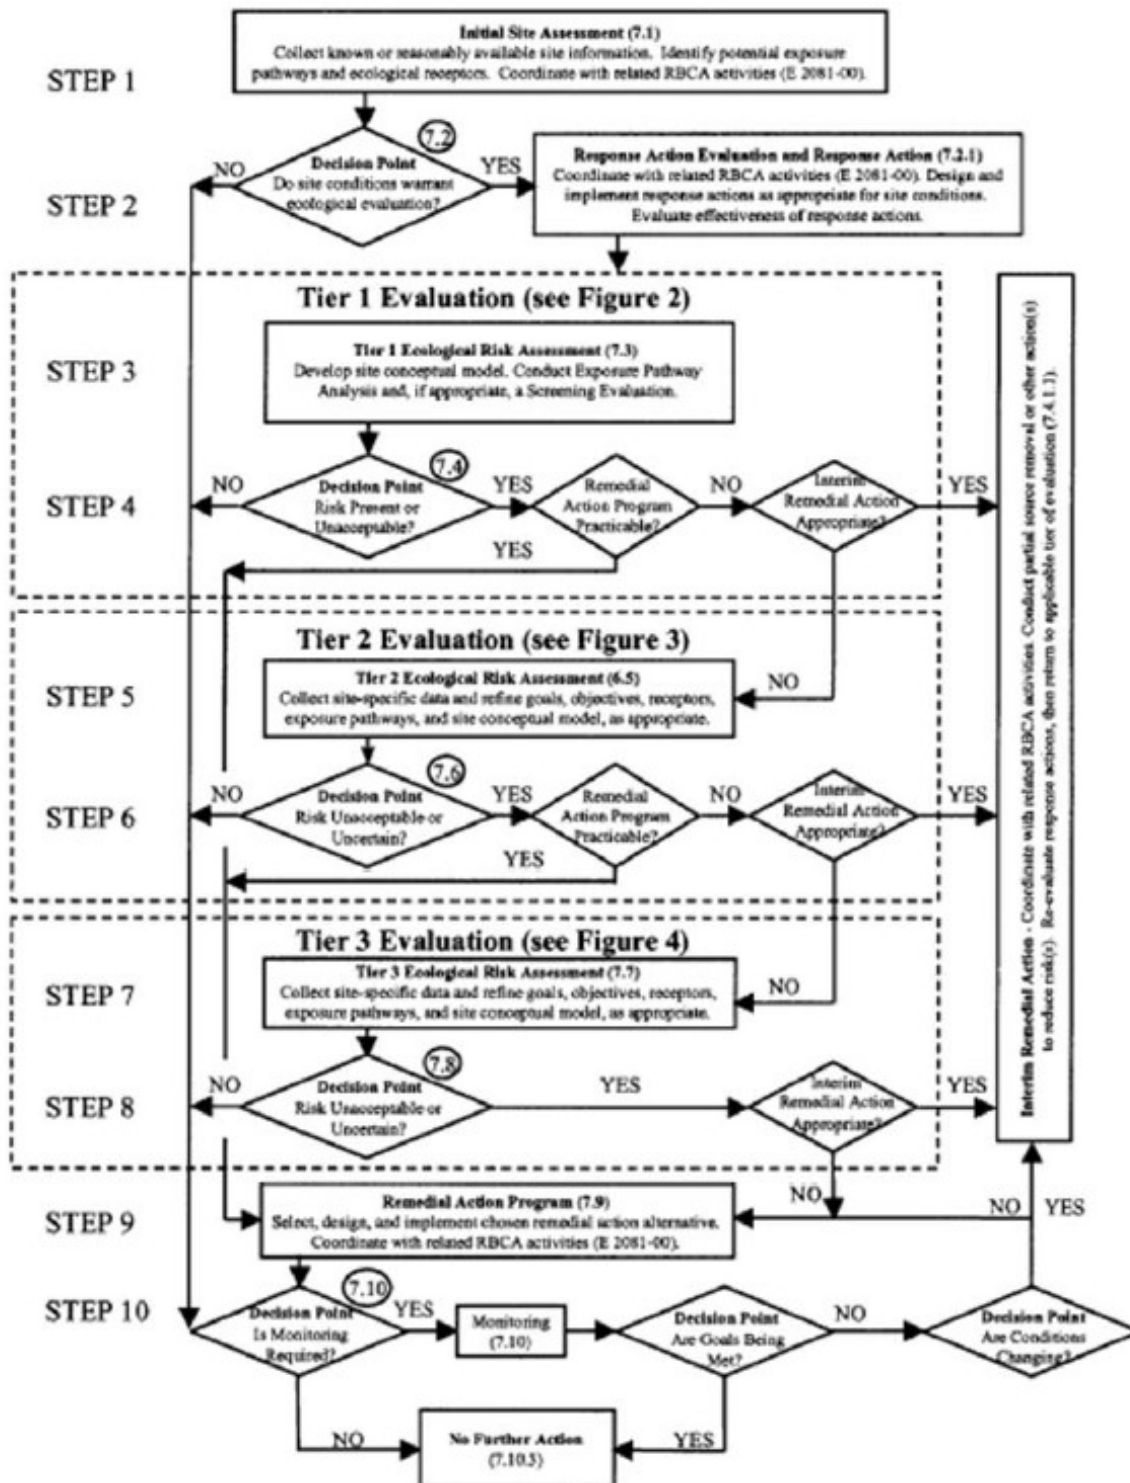 Initial Site Assessment (7.1)
Collect known or reasonably available site information. Identify potential exposure
pathways and ecological receptors. Coordinate with related RBCA activities (E 2081-00).
STEP 1
7.2
NO
Decision Point
Do site conditions warrant
ecological evaluation?
YES
Response Action Evaluation and Response Action (7.2.1)
Coordinate with related RBCA activities (E 2081-00). Design and
implement response actions as appropriate for site conditions.
Evaluate effectiveness of response actions.
STEP 2
Tier 1 Evaluation (see Figure 2)
STEP 3
Tier 1 Ecological Risk Assessment (7.3)
Develop site conceptual model. Conduct Exposure Pathway
Analysis and, if appropriate, a Screening Evaluation.
STEP 4
NO
7.4
Decision Point
Risk Present or
Unacceptable?
YES
Remedial
Action Program
Practicable?
NO
Interim
Remedial Action
Appropriate?
YES
YES
Tier 2 Evaluation (see Figure 3)
STEP 5
Tier 2 Ecological Risk Assessment (6.5)
Collect site-specific data and refine goals, objectives, receptors,
exposure pathways, and site conceptual model, as appropriate.
NO
STEP 6
NO
7.6
Decision Point
Risk Unacceptable or
Uncertain?
YES
Remedial
Action Program
Practicable?
NO
Interim
Remedial Action
Appropriate?
YES
YES
Tier 3 Evaluation (see Figure 4)
STEP 7
Tier 3 Ecological Risk Assessment (7.7)
Collect site-specific data and refine goals, objectives, receptors,
exposure pathways, and site conceptual model, as appropriate.
NO
STEP 8
NO
7.8
Decision Point
Risk Unacceptable or
Uncertain?
YES
Interim
Remedial Action
Appropriate?
YES
Interim Remedial Action - Coordinate with related RBCA activities. Conduct partial source removal or other action(s)
to reduce risk(s). Re-evaluate response actions, then return to applicable tier of evaluation (7.4.1.1).
STEP 9
Remedial Action Program (7.9)
Select, design, and implement chosen remedial action alternative.
Coordinate with related RBCA activities (E 2081-00).
NO
NO
YES
STEP 10
7.10
Decision Point
Is Monitoring
Required?
YES
Monitoring
(7.10)
Decision Point
Are Goals Being
Met?
NO
Decision Point
Are Conditions
Changing?
NO
No Further Action
(7.10.3)
YES